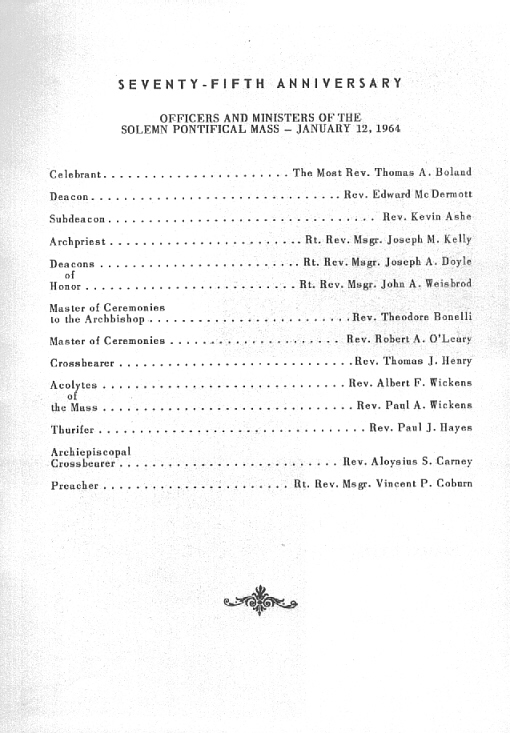 SEVENTY-FIFTH ANNIVERSARY
OFFICERS AND MINISTERS OF THE
SOLEMN PONTIFICAL MASS – JANUARY 12, 1964
Celebrant. . . . . . . . . . . . . . . . . . . . . . . The Most Rev. Thomas A. Boland
Deacon. . . . . . . . . . . . . . . . . . . . . . . . . . . . . . . Rev. Edward McDermott
Subdeacon. . . . . . . . . . . . . . . . . . . . . . . . . . . . . . . . . Rev. Kevin Ashe
Archpriest . . . . . . . . . . . . . . . . . . . . . . . . Rt. Rev. Msgr. Joseph M. Kelly
Deacons . . . . . . . . . . . . . . . . . . . . . . . . . Rt. Rev. Msgr. Joseph A. Doyle
of
Honor . . . . . . . . . . . . . . . . . . . . . . . . . . Rt. Rev. Msgr. John A. Weisbrod
Master of Ceremonies
to the Archbishop . . . . . . . . . . . . . . . . . . . . . . . . .Rev. Theodore Bonelli
Master of Ceremonies . . . . . . . . . . . . . . . . . . . . . Rev. Robert A. O'Leary
Crossbearer . . . . . . . . . . . . . . . . . . . . . . . . . . . . .Rev. Thomas J. Henry
Acolytes . . . . . . . . . . . . . . . . . . . . . . . . . . . . . . Rev. Albert F. Wickens
of
the Mass . . . . . . . . . . . . . . . . . . . . . . . . . . . . . . . Rev. Paul A. Wickens
Thurifer . . . . . . . . . . . . . . . . . . . . . . . . . . . . . . . . . Rev. Paul J. Hayes
Archiepiscopal
Crossbearer . . . . . . . . . . . . . . . . . . . . . . . . . . . Rev. Aloysius S. Carney
Preacher . . . . . . . . . . . . . . . . . . . . . . . Rt. Rev. Msgr. Vincent P. Coburn